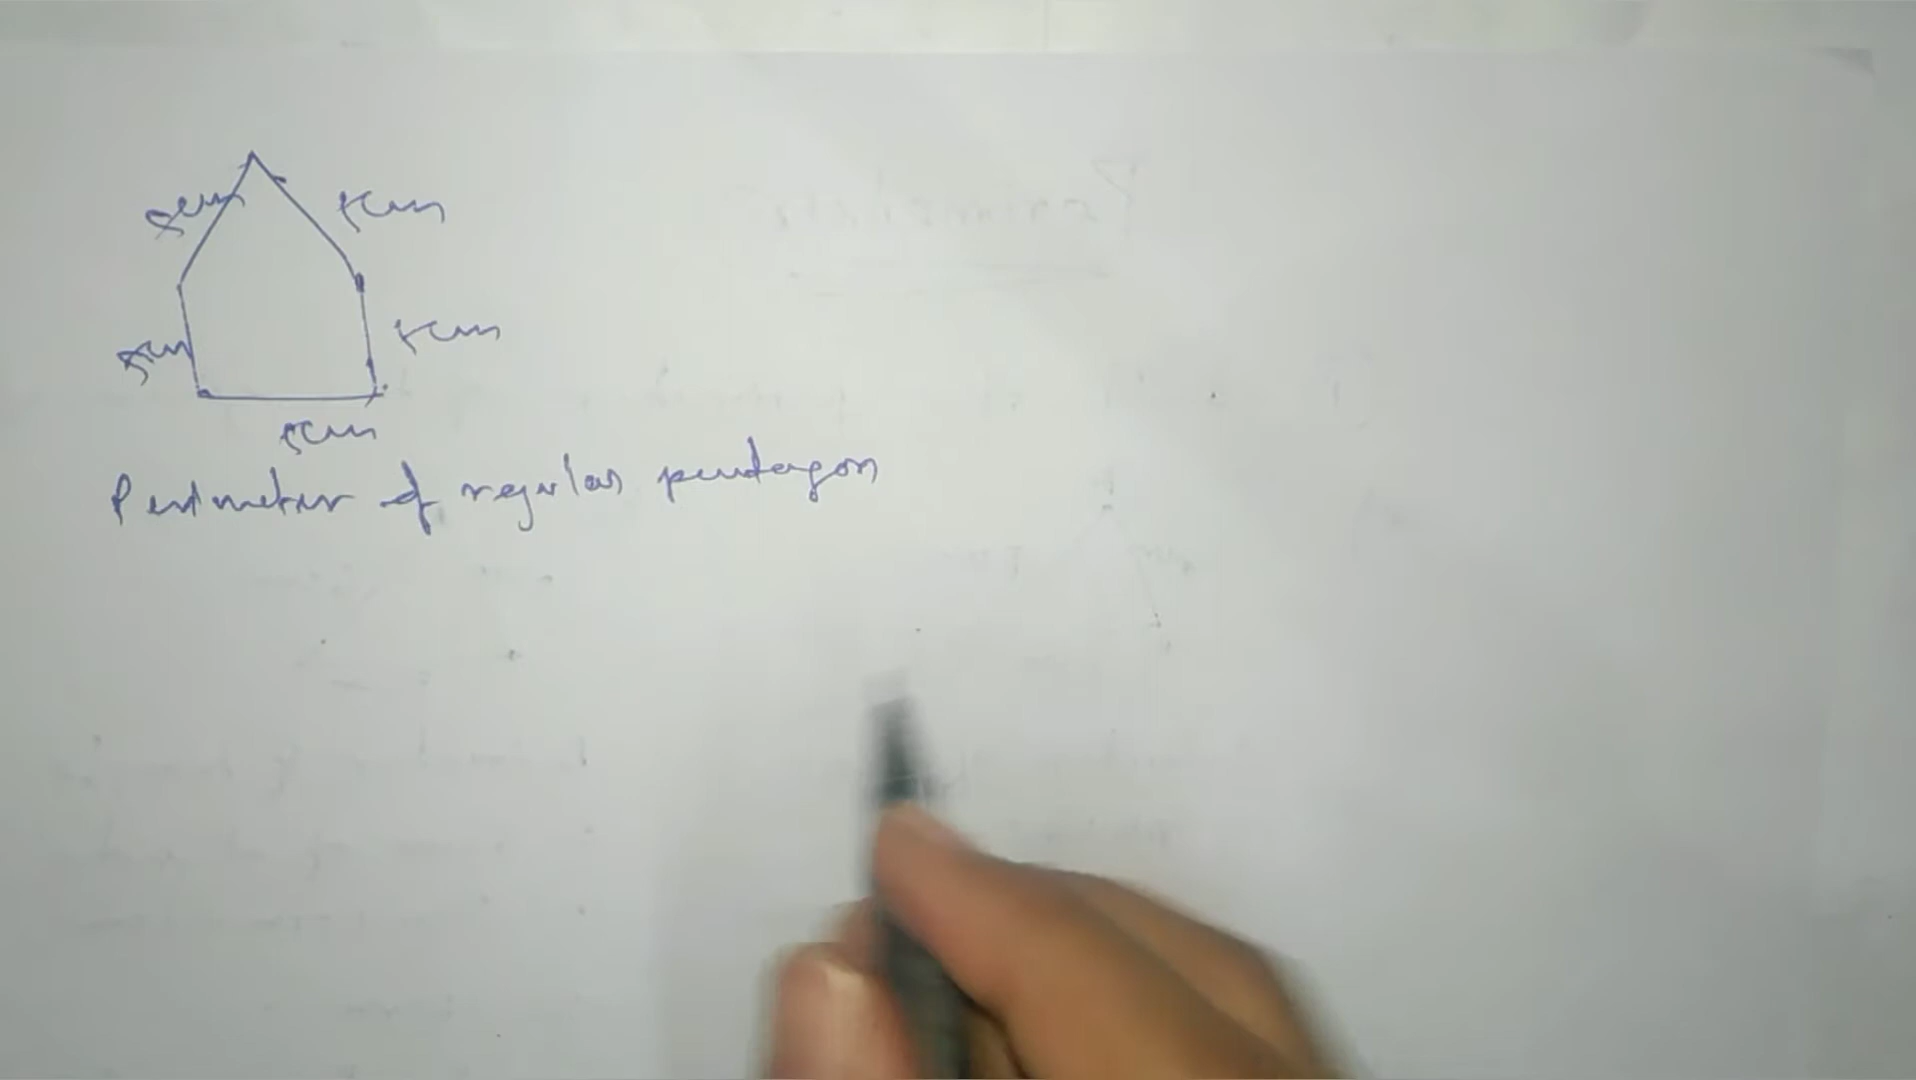 5cm 5cm
5cm 5cm
5cm
Perimeter of regular pentagon